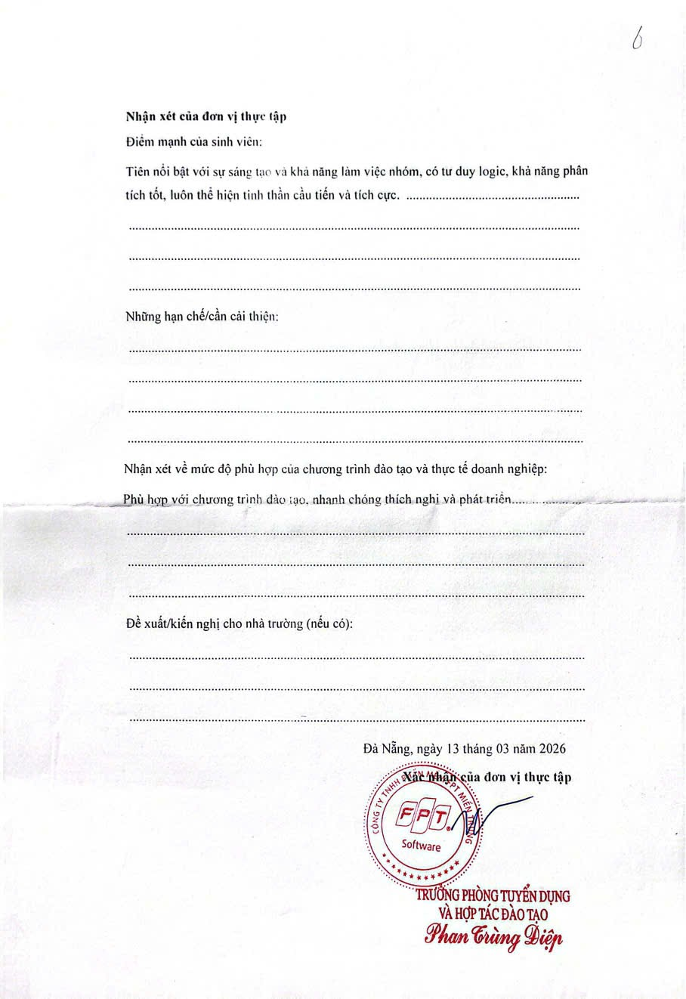 6
Nhận xét của đơn vị thực tập
Điểm mạnh của sinh viên:
Tiên nổi bật với sự sáng tạo và khả năng làm việc nhóm, có tư duy logic, khả năng phân
tích tốt, luôn thể hiện tinh thần cầu tiến và tích cực. ......................................................
................................................................................................................................................
................................................................................................................................................
................................................................................................................................................
Những hạn chế/cần cải thiện:
................................................................................................................................................
................................................................................................................................................
................................................................................................................................................
................................................................................................................................................
Nhận xét về mức độ phù hợp của chương trình đào tạo và thực tế doanh nghiệp:
Phù hợp với chương trình đào tạo, nhanh chóng thích nghi và phát triển.......................
................................................................................................................................................
................................................................................................................................................
................................................................................................................................................
Đề xuất/kiến nghị cho nhà trường (nếu có):
................................................................................................................................................
................................................................................................................................................
................................................................................................................................................
Đà Nẵng, ngày 13 tháng 03 năm 2026
Xác nhận của đơn vị thực tập
CÔNG TY TNHH PHẦN MỀM FPT MIỀN TRUNG
FPT
Software
TRƯỞNG PHÒNG TUYỂN DỤNG
VÀ HỢP TÁC ĐÀO TẠO
Phan Trùng Điệp